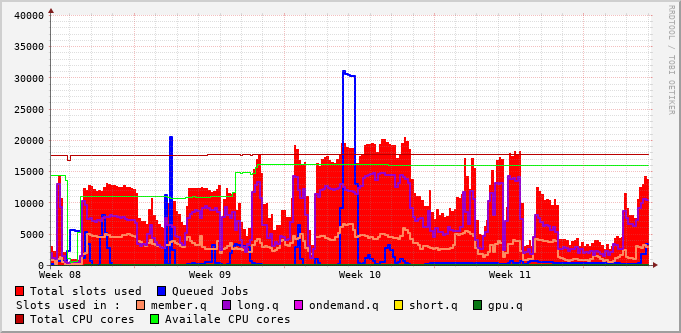 40000
35000
30000
25000
20000
15000
10000
5000
0
Week 08 Week 09 Week 10 Week 11
RRDTOOL / TOBI OETIKER
Total slots used Queued Jobs
Slots used in : member.q long.q ondemand.q short.q gpu.q
Total CPU cores Availale CPU cores